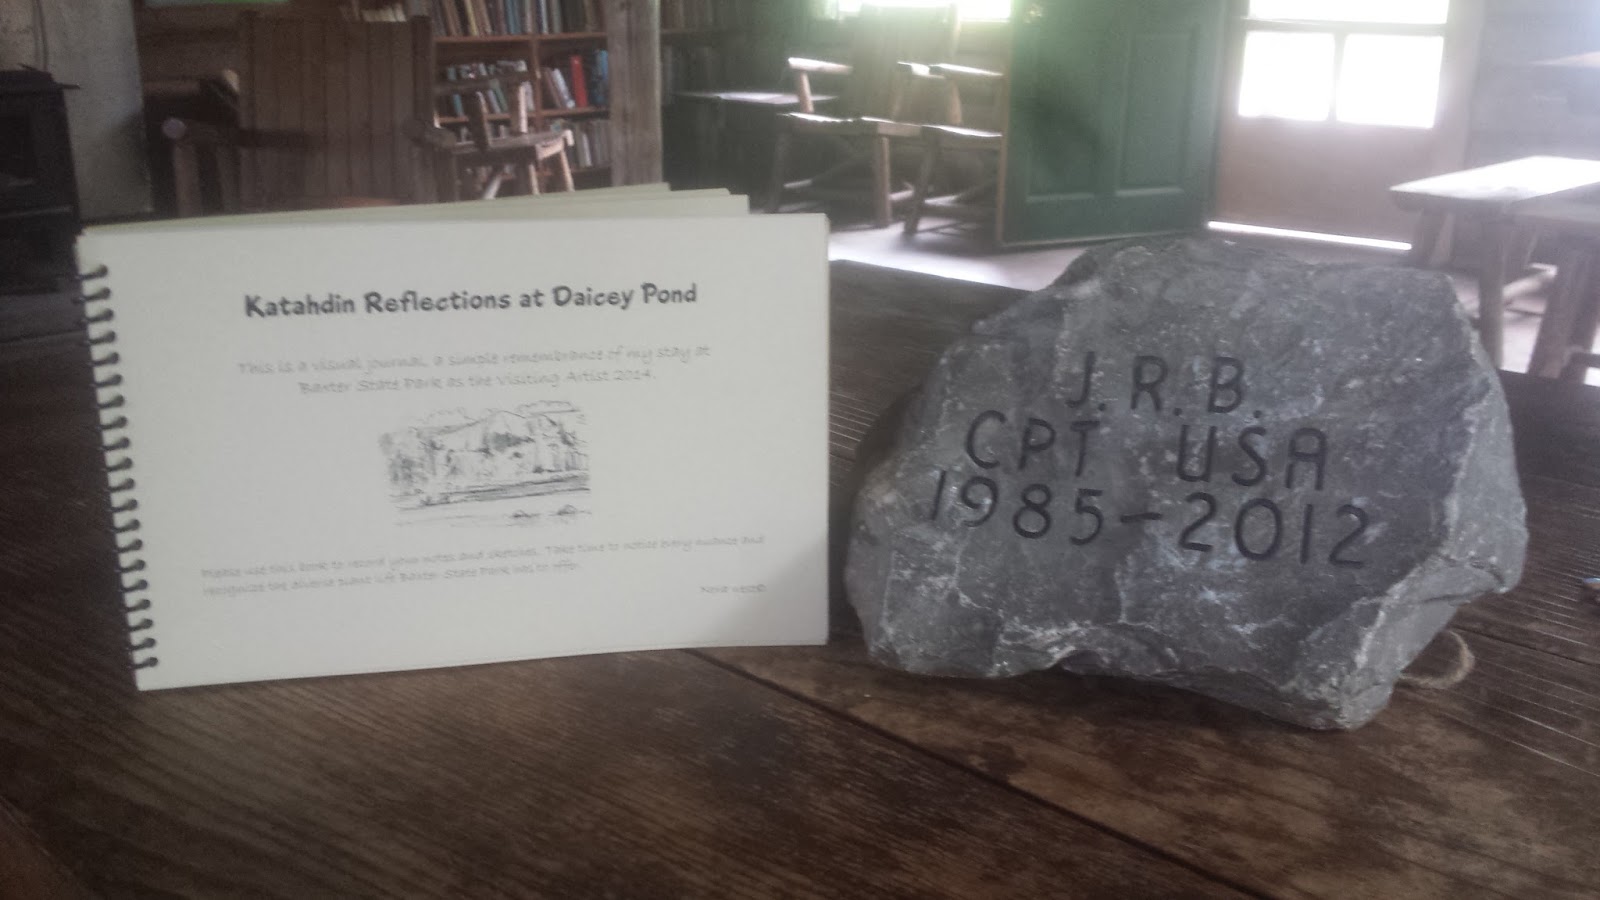 Katahdin Reflections at Daicey Pond
This is a visual journal, a simple remembrance of my stay at
Baxter State Park as the Visiting Artist 2014.
Please use this book to record your notes and sketches. Take time to notice every nuance and
recognize the diverse plant life Baxter State Park has to offer.
J.R.B.
CPT USA
1985-2012